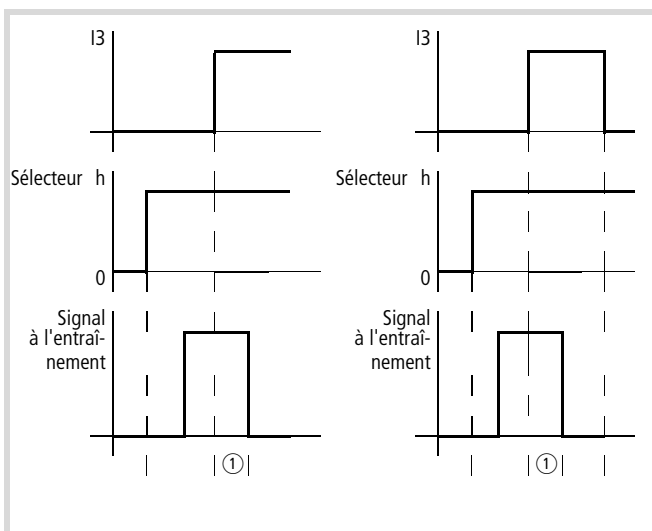 I3
I3
Sélecteur h
0
Sélecteur h
0
Signal
à l'entraî-
nement
Signal
à l'entraî-
nement
①
①